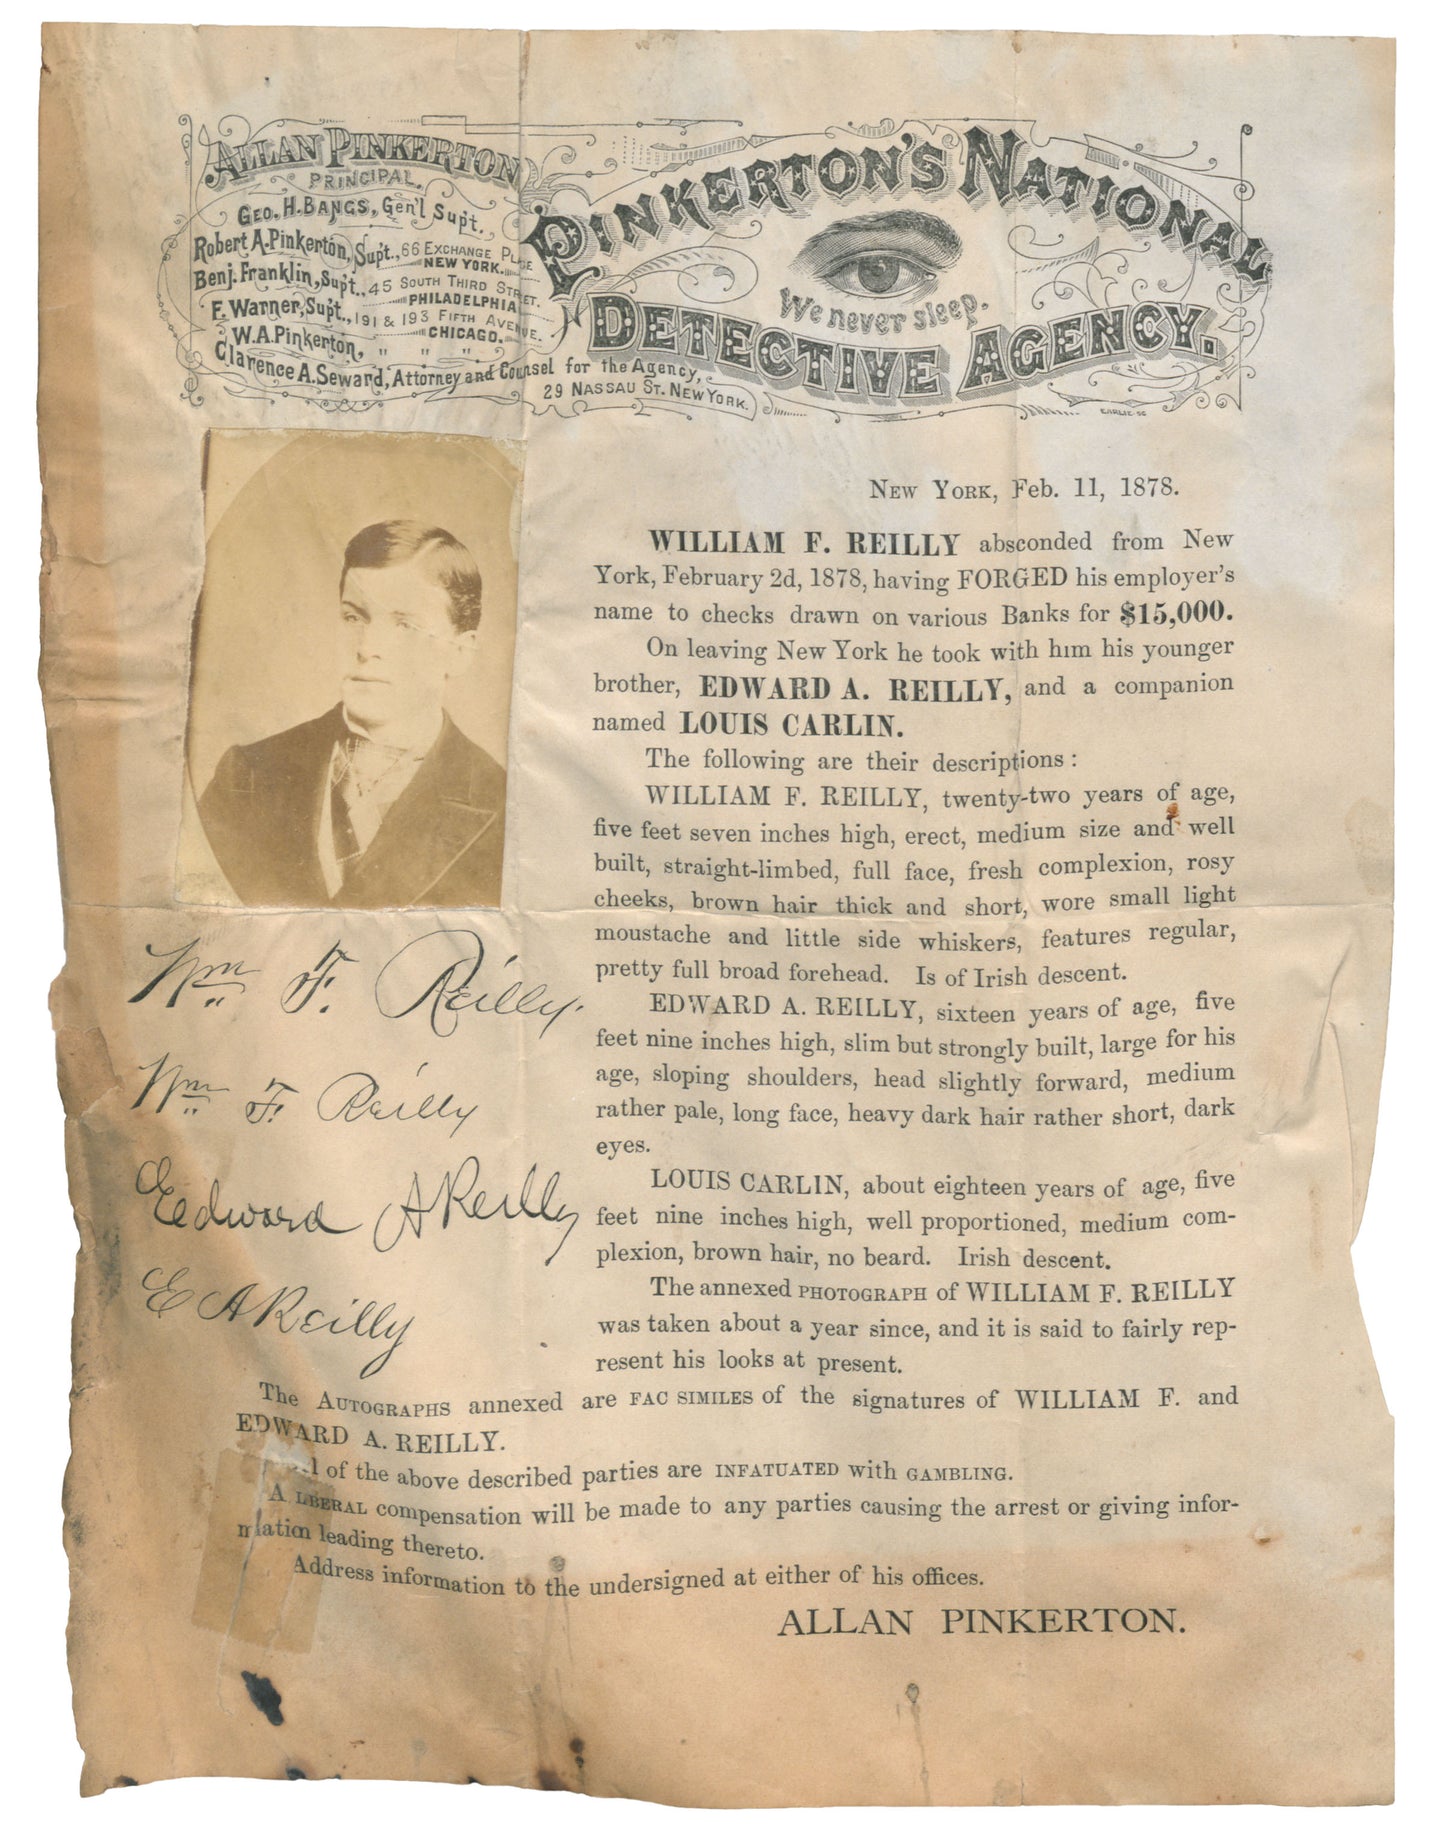 ALLAN PINKERTON
PRINCIPAL.
GEO. H. BANGS, Gen'l Supt.
Robert A. Pinkerton, Supt., 66 EXCHANGE PLACE
NEW YORK.
Benj. Franklin, Supt., 45 SOUTH THIRD STREET.
PHILADELPHIA
F. Warner, Supt., 191 & 193 FIFTH AVENUE.
CHICAGO.
W. A. Pinkerton, " " "
Clarence A. Seward, Attorney and Counsel for the Agency,
29 NASSAU ST. NEW YORK.
PINKERTON'S NATIONAL
We never sleep.
DETECTIVE AGENCY.
NEW YORK, Feb. 11, 1878.
WILLIAM F. REILLY absconded from New
York, February 2d, 1878, having FORGED his employer's
name to checks drawn on various Banks for $15,000.
On leaving New York he took with him his younger
brother, EDWARD A. REILLY, and a companion
named LOUIS CARLIN.
The following are their descriptions:
WILLIAM F. REILLY, twenty-two years of age,
five feet seven inches high, erect, medium size and well
built, straight-limbed, full face, fresh complexion, rosy
cheeks, brown hair thick and short, wore small light
moustache and little side whiskers, features regular,
pretty full broad forehead. Is of Irish descent.
EDWARD A. REILLY, sixteen years of age, five
feet nine inches high, slim but strongly built, large for his
age, sloping shoulders, head slightly forward, medium
rather pale, long face, heavy dark hair rather short, dark
eyes.
LOUIS CARLIN, about eighteen years of age, five
feet nine inches high, well proportioned, medium com-
plexion, brown hair, no beard. Irish descent.
The annexed PHOTOGRAPH of WILLIAM F. REILLY
was taken about a year since, and it is said to fairly rep-
resent his looks at present.
Wm F. Reilly.
Wm F. Reilly
Edward A Reilly
E A Reilly
The AUTOGRAPHS annexed are FAC SIMILES of the signatures of WILLIAM F. and
EDWARD A. REILLY.
of the above described parties are INFATUATED with GAMBLING.
A LIBERAL compensation will be made to any parties causing the arrest or giving infor-
mation leading thereto.
Address information to the undersigned at either of his offices.
ALLAN PINKERTON.